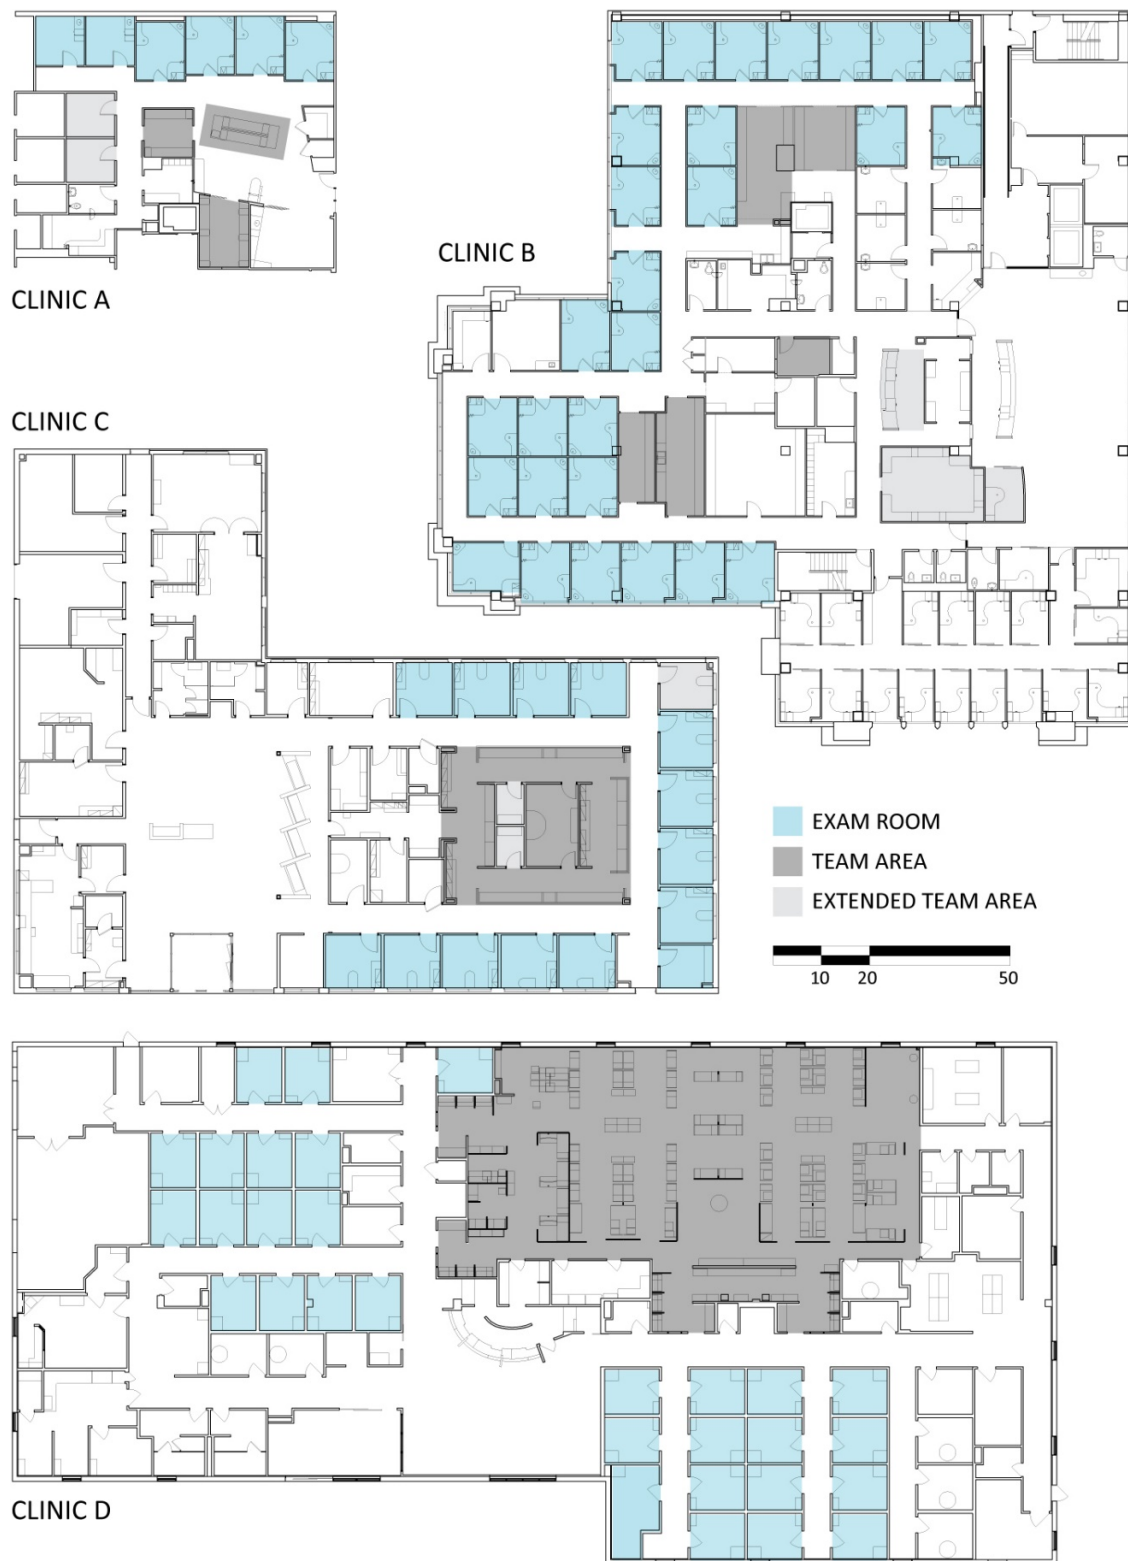 CLINIC A
CLINIC B
CLINIC C
EXAM ROOM
TEAM AREA
EXTENDED TEAM AREA
10 20 50
CLINIC D